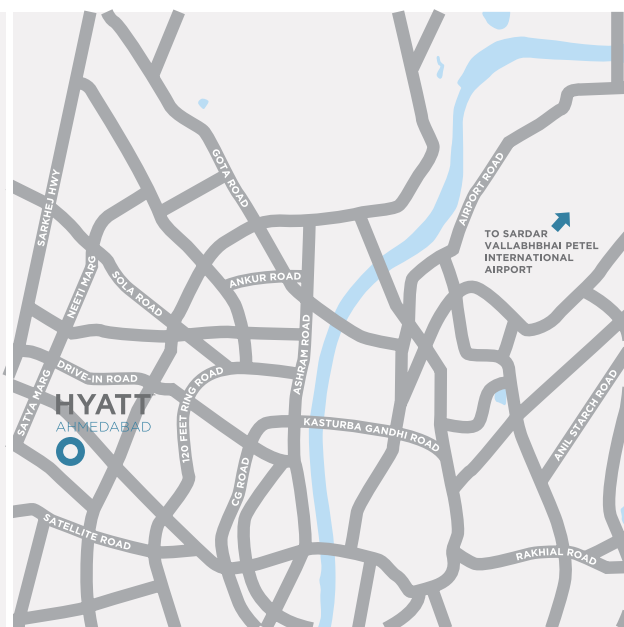 GOTA ROAD
AIRPORT ROAD
SARKHEJ HWY
TO SARDAR
VALLABHBHAI PETEL
INTERNATIONAL
AIRPORT
NEETI MARG
SOLA ROAD
ANKUR ROAD
ASHRAM ROAD
DRIVE-IN ROAD
SATYA MARG
HYATT
AHMEDABAD
120 FEET RING ROAD
KASTURBA GANDHI ROAD
ANIL STARCH ROAD
CG ROAD
SATELLITE ROAD
RAKHIAL ROAD